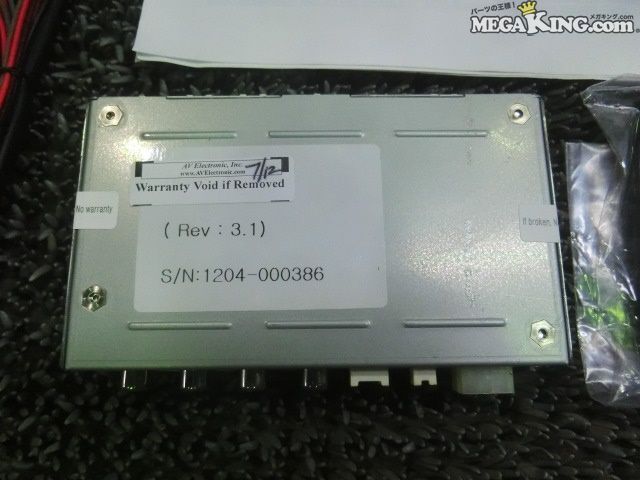 パーツの王様！ メガキング.com
MEGAKING.com
AV Electronic, Inc.
www.AVElectronic.com
7/12
Warranty Void if Removed
No warranty
If broken, N
( Rev : 3.1)
S/N:1204-000386